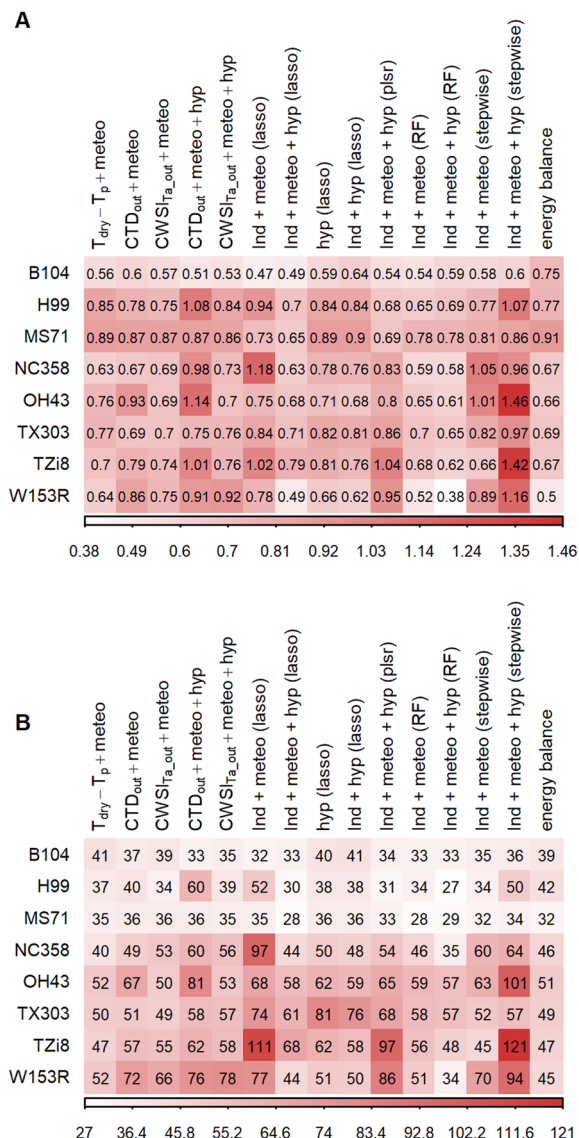 A
T_dry − T_p + meteo
CTD_out + meteo
CWSI_Ta_out + meteo
CTD_out + meteo + hyp
CWSI_Ta_out + meteo + hyp
Ind + meteo (lasso)
Ind + meteo + hyp (lasso)
hyp (lasso)
Ind + hyp (lasso)
Ind + meteo + hyp (plsr)
Ind + meteo (RF)
Ind + meteo + hyp (RF)
Ind + meteo (stepwise)
Ind + meteo + hyp (stepwise)
energy balance
B104 0.56 0.6 0.57 0.51 0.53 0.47 0.49 0.59 0.64 0.54 0.54 0.59 0.58 0.6 0.75
H99 0.85 0.78 0.75 1.08 0.84 0.94 0.7 0.84 0.84 0.68 0.65 0.69 0.77 1.07 0.77
MS71 0.89 0.87 0.87 0.87 0.86 0.73 0.65 0.89 0.9 0.69 0.78 0.78 0.81 0.86 0.91
NC358 0.63 0.67 0.69 0.98 0.73 1.18 0.63 0.78 0.76 0.83 0.59 0.58 1.05 0.96 0.67
OH43 0.76 0.93 0.69 1.14 0.7 0.75 0.68 0.71 0.68 0.8 0.65 0.61 1.01 1.46 0.66
TX303 0.77 0.69 0.7 0.75 0.76 0.84 0.71 0.82 0.81 0.86 0.7 0.65 0.82 0.97 0.69
TZi8 0.7 0.79 0.74 1.01 0.76 1.02 0.79 0.81 0.76 1.04 0.68 0.62 0.66 1.42 0.67
W153R 0.64 0.86 0.75 0.91 0.92 0.78 0.49 0.66 0.62 0.95 0.52 0.38 0.89 1.16 0.5
0.38 0.49 0.6 0.7 0.81 0.92 1.03 1.14 1.24 1.35 1.46
B
T_dry − T_p + meteo
CTD_out + meteo
CWSI_Ta_out + meteo
CTD_out + meteo + hyp
CWSI_Ta_out + meteo + hyp
Ind + meteo (lasso)
Ind + meteo + hyp (lasso)
hyp (lasso)
Ind + hyp (lasso)
Ind + meteo + hyp (plsr)
Ind + meteo (RF)
Ind + meteo + hyp (RF)
Ind + meteo (stepwise)
Ind + meteo + hyp (stepwise)
energy balance
B104 41 37 39 33 35 32 33 40 41 34 33 33 35 36 39
H99 37 40 34 60 39 52 30 38 38 31 34 27 34 50 42
MS71 35 36 36 36 35 35 28 36 36 33 28 29 32 34 32
NC358 40 49 53 60 56 97 44 50 48 54 46 35 60 64 46
OH43 52 67 50 81 53 68 58 62 59 65 59 57 63 101 51
TX303 50 51 49 58 57 74 61 81 76 68 58 57 52 57 49
TZi8 47 57 55 62 58 111 68 62 58 97 56 48 45 121 47
W153R 52 72 66 76 78 77 44 51 50 86 51 34 70 94 45
27 36.4 45.8 55.2 64.6 74 83.4 92.8 102.2 111.6 121